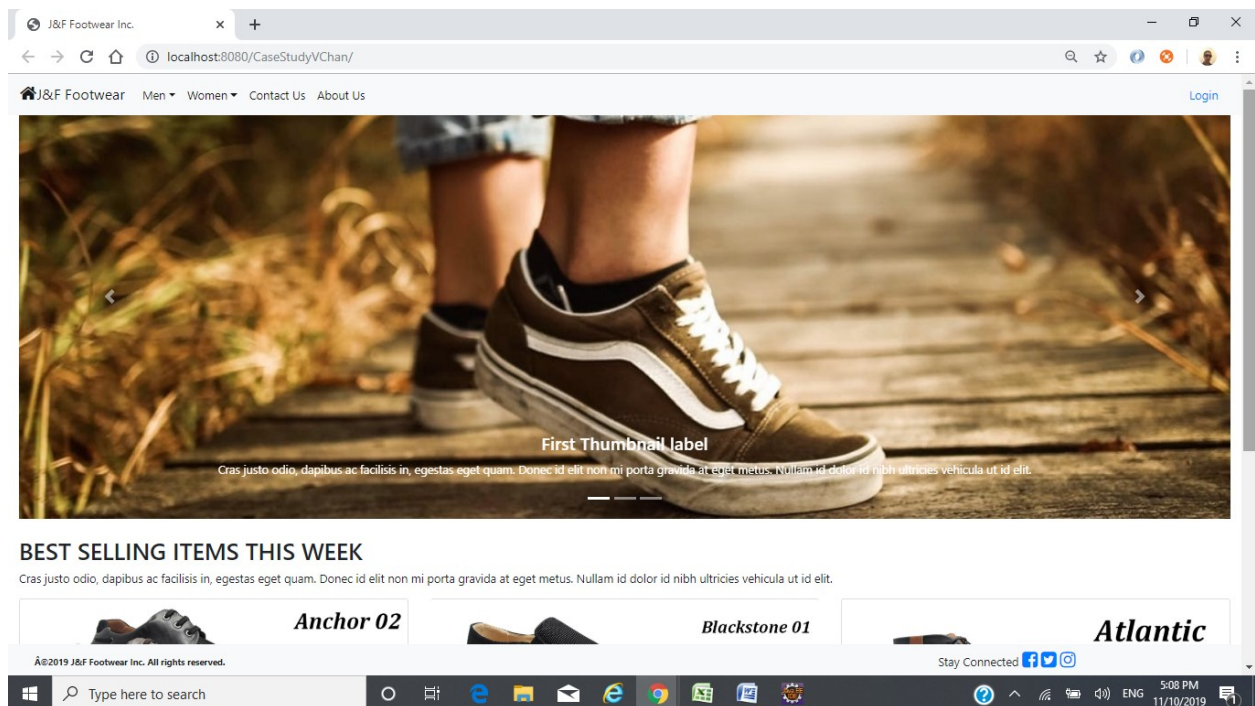 J&F Footwear Inc.
localhost:8080/CaseStudyVChan/
J&F Footwear Men Women Contact Us About Us Login
First Thumbnail label
Cras justo odio, dapibus ac facilisis in, egestas eget quam. Donec id elit non mi porta gravida at eget metus. Nullam id dolor id nibh ultricies vehicula ut id elit.
BEST SELLING ITEMS THIS WEEK
Cras justo odio, dapibus ac facilisis in, egestas eget quam. Donec id elit non mi porta gravida at eget metus. Nullam id dolor id nibh ultricies vehicula ut id elit.
Anchor 02 Blackstone 01 Atlantic
©2019 J&F Footwear Inc. All rights reserved. Stay Connected
Type here to search ENG 5:08 PM
11/10/2019